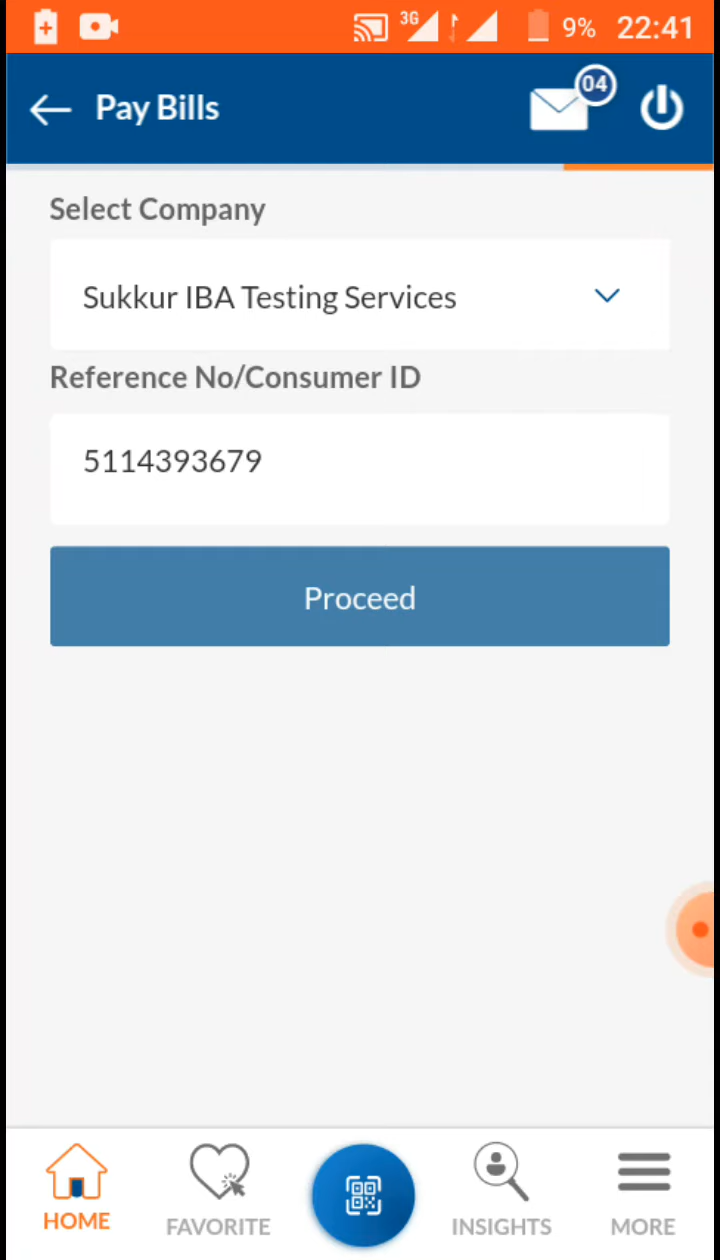 3G 9% 22:41
Pay Bills 04
Select Company
Sukkur IBA Testing Services
Reference No/Consumer ID
5114393679
Proceed
HOME FAVORITE INSIGHTS MORE